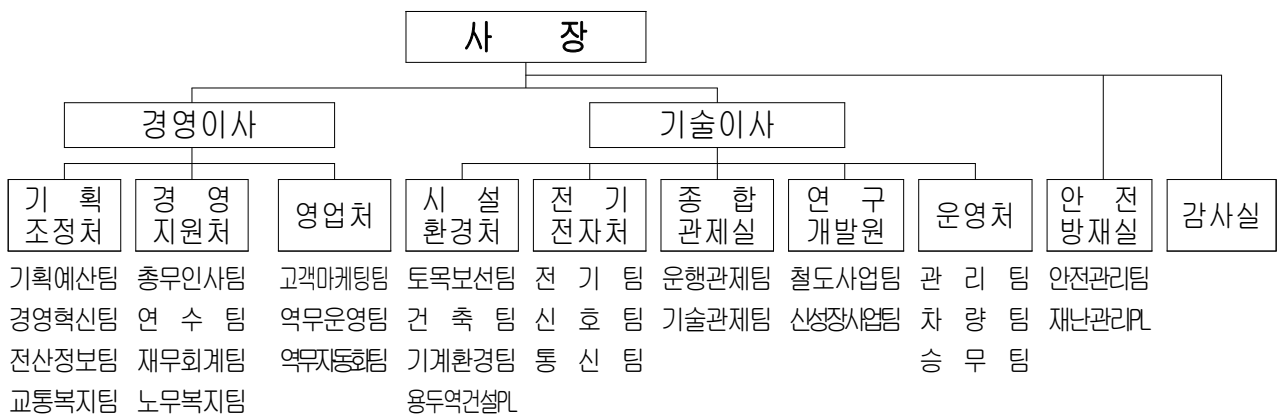 사 장
경영이사 기술이사
기 획 조정처
경 영 지원처
영업처
시 설 환경처
전 기 전자처
종 합 관제실
연 구 개발원
운영처
안 전 방재실
감사실
기획예산팀 총무인사팀 고객마케팅팀 토목보선팀 전 기 팀 운행관제팀 철도사업팀 관 리 팀 안전관리팀
경영혁신팀 연 수 팀 역무운영팀 건 축 팀 신 호 팀 기술관제팀 신성장사업팀 차 량 팀 재난관리PL
전산정보팀 재무회계팀 역무자동화팀 기계환경팀 통 신 팀 승 무 팀
교통복지팀 노무복지팀 용두역건설PL